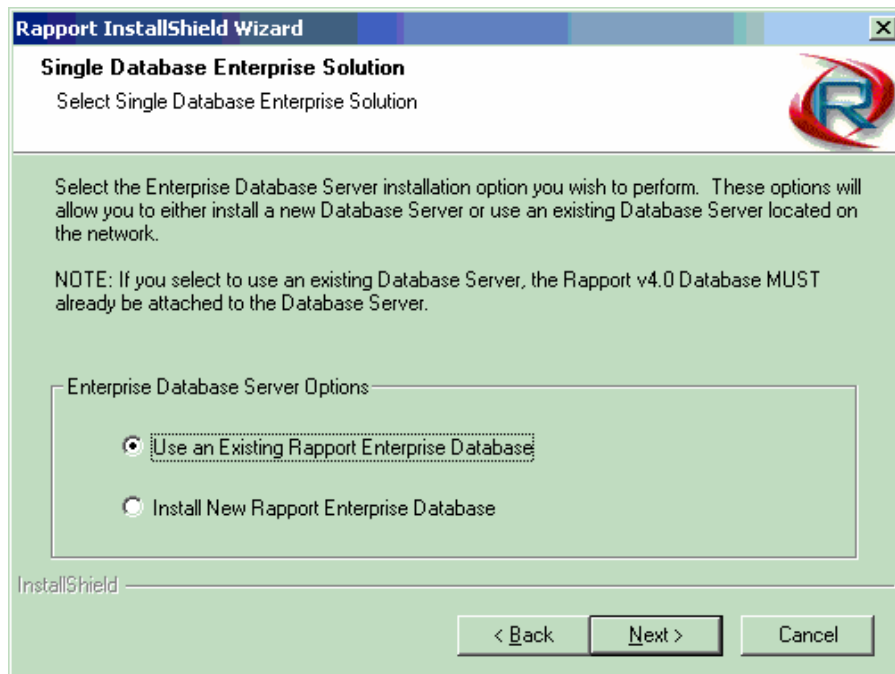 Rapport InstallShield Wizard
Single Database Enterprise Solution
Select Single Database Enterprise Solution
R
Select the Enterprise Database Server installation option you wish to perform.  These options will
allow you to either install a new Database Server or use an existing Database Server located on
the network.
NOTE: If you select to use an existing Database Server, the Rapport v4.0 Database MUST
already be attached to the Database Server.
Enterprise Database Server Options
Use an Existing Rapport Enterprise Database
Install New Rapport Enterprise Database
InstallShield
< Back
Next >
Cancel